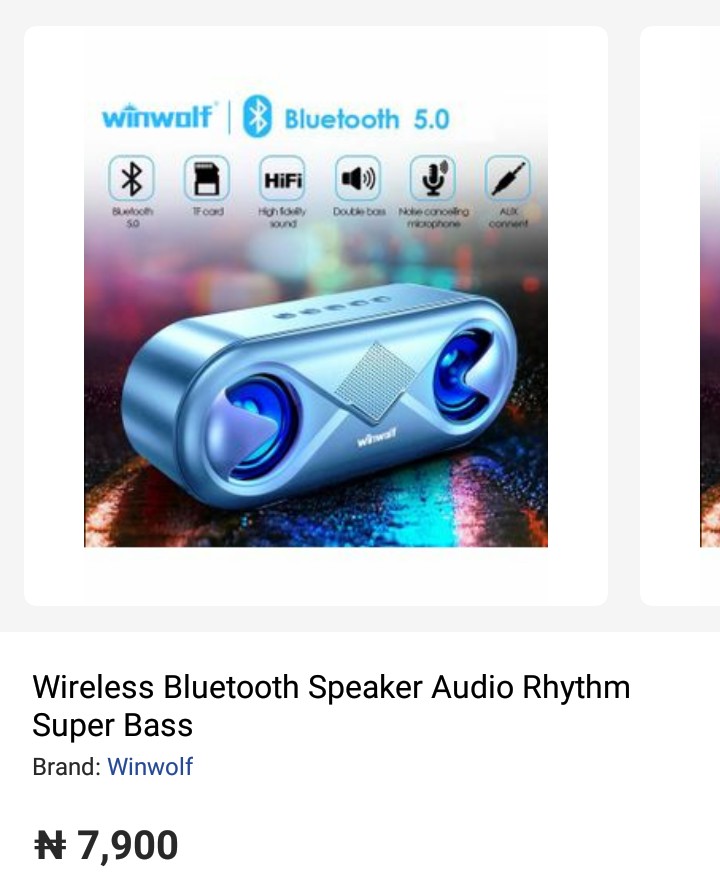 winwolf | Bluetooth 5.0
HiFi
Bluetooth 5.0
TF card
High fidelity sound
Double bass
Noise canceling microphone
AUX connent
winwolf
Wireless Bluetooth Speaker Audio Rhythm
Super Bass
Brand: Winwolf
₦ 7,900